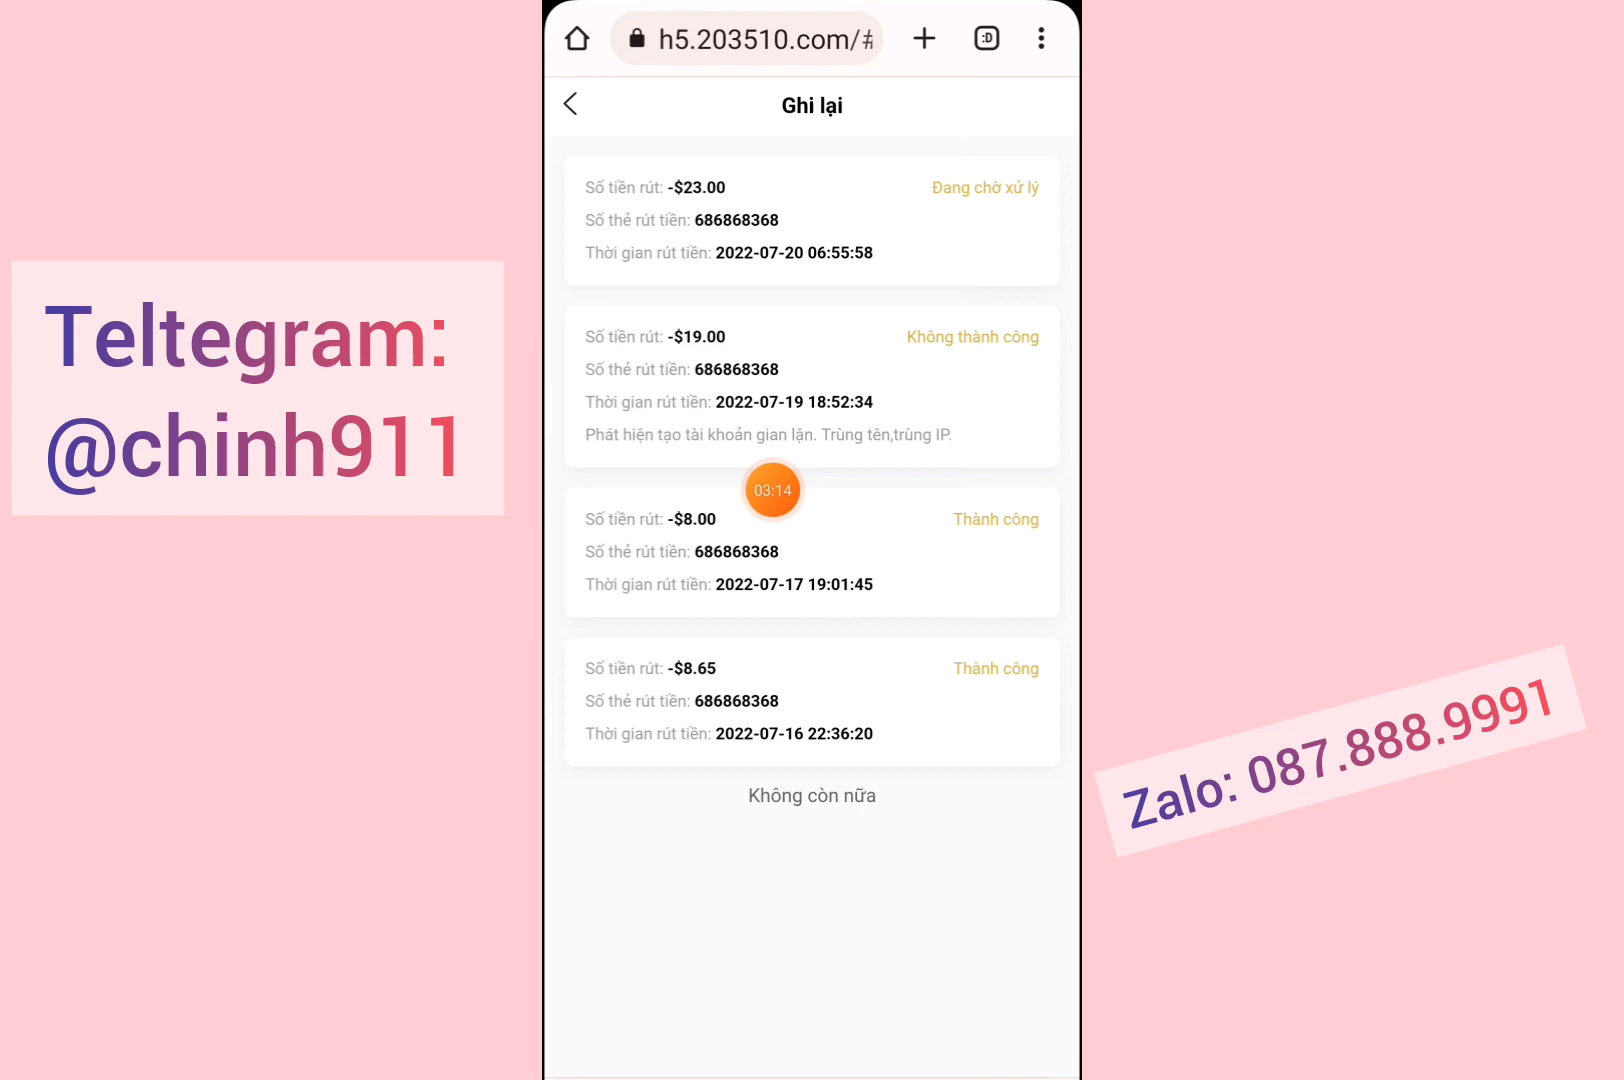 h5.203510.com/#
:D
Ghi lại
Số tiền rút: -$23.00 Đang chờ xử lý
Số thẻ rút tiền: 686868368
Thời gian rút tiền: 2022-07-20 06:55:58
Số tiền rút: -$19.00 Không thành công
Số thẻ rút tiền: 686868368
Thời gian rút tiền: 2022-07-19 18:52:34
Phát hiện tạo tài khoản gian lận. Trùng tên,trùng IP.
03:14
Số tiền rút: -$8.00 Thành công
Số thẻ rút tiền: 686868368
Thời gian rút tiền: 2022-07-17 19:01:45
Số tiền rút: -$8.65 Thành công
Số thẻ rút tiền: 686868368
Thời gian rút tiền: 2022-07-16 22:36:20
Không còn nữa
Teltegram:
@chinh911
Zalo: 087.888.9991